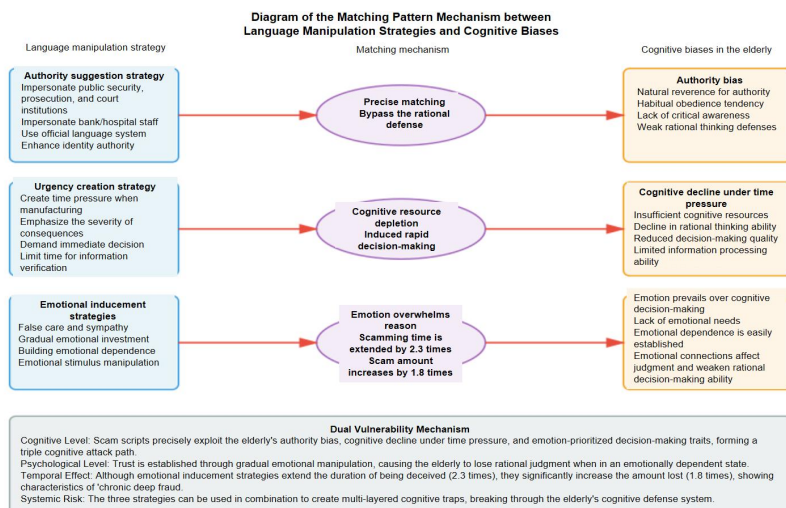 Diagram of the Matching Pattern Mechanism between
Language Manipulation Strategies and Cognitive Biases
Language manipulation strategy
Matching mechanism
Cognitive biases in the elderly
Authority suggestion strategy
Impersonate public security,
prosecution, and court
institutions
Impersonate bank/hospital staff
Use official language system
Enhance identity authority
Precise matching
Bypass the rational
defense
Authority bias
Natural reverence for authority
Habitual obedience tendency
Lack of critical awareness
Weak rational thinking defenses
Urgency creation strategy
Create time pressure when
manufacturing
Emphasize the severity of
consequences
Demand immediate decision
Limit time for information
verification
Cognitive resource
depletion
Induced rapid
decision-making
Cognitive decline under time
pressure
Insufficient cognitive resources
Decline in rational thinking ability
Reduced decision-making quality
Limited information processing
ability
Emotional inducement
strategies
False care and sympathy
Gradual emotional investment
Building emotional dependence
Emotional stimulus manipulation
Emotion overwhelms
reason
Scamming time is
extended by 2.3 times
Scam amount
increases by 1.8 times
Emotion prevails over cognitive
decision-making
Lack of emotional needs
Emotional dependence is easily
established
Emotional connections affect
judgment and weaken rational
decision-making ability
Dual Vulnerability Mechanism
Cognitive Level: Scam scripts precisely exploit the elderly's authority bias, cognitive decline under time pressure, and emotion-prioritized decision-making traits, forming a
triple cognitive attack path.
Psychological Level: Trust is established through gradual emotional manipulation, causing the elderly to lose rational judgment when in an emotionally dependent state.
Temporal Effect: Although emotional inducement strategies extend the duration of being deceived (2.3 times), they significantly increase the amount lost (1.8 times), showing
characteristics of 'chronic deep fraud.
Systemic Risk: The three strategies can be used in combination to create multi-layered cognitive traps, breaking through the elderly's cognitive defense system.